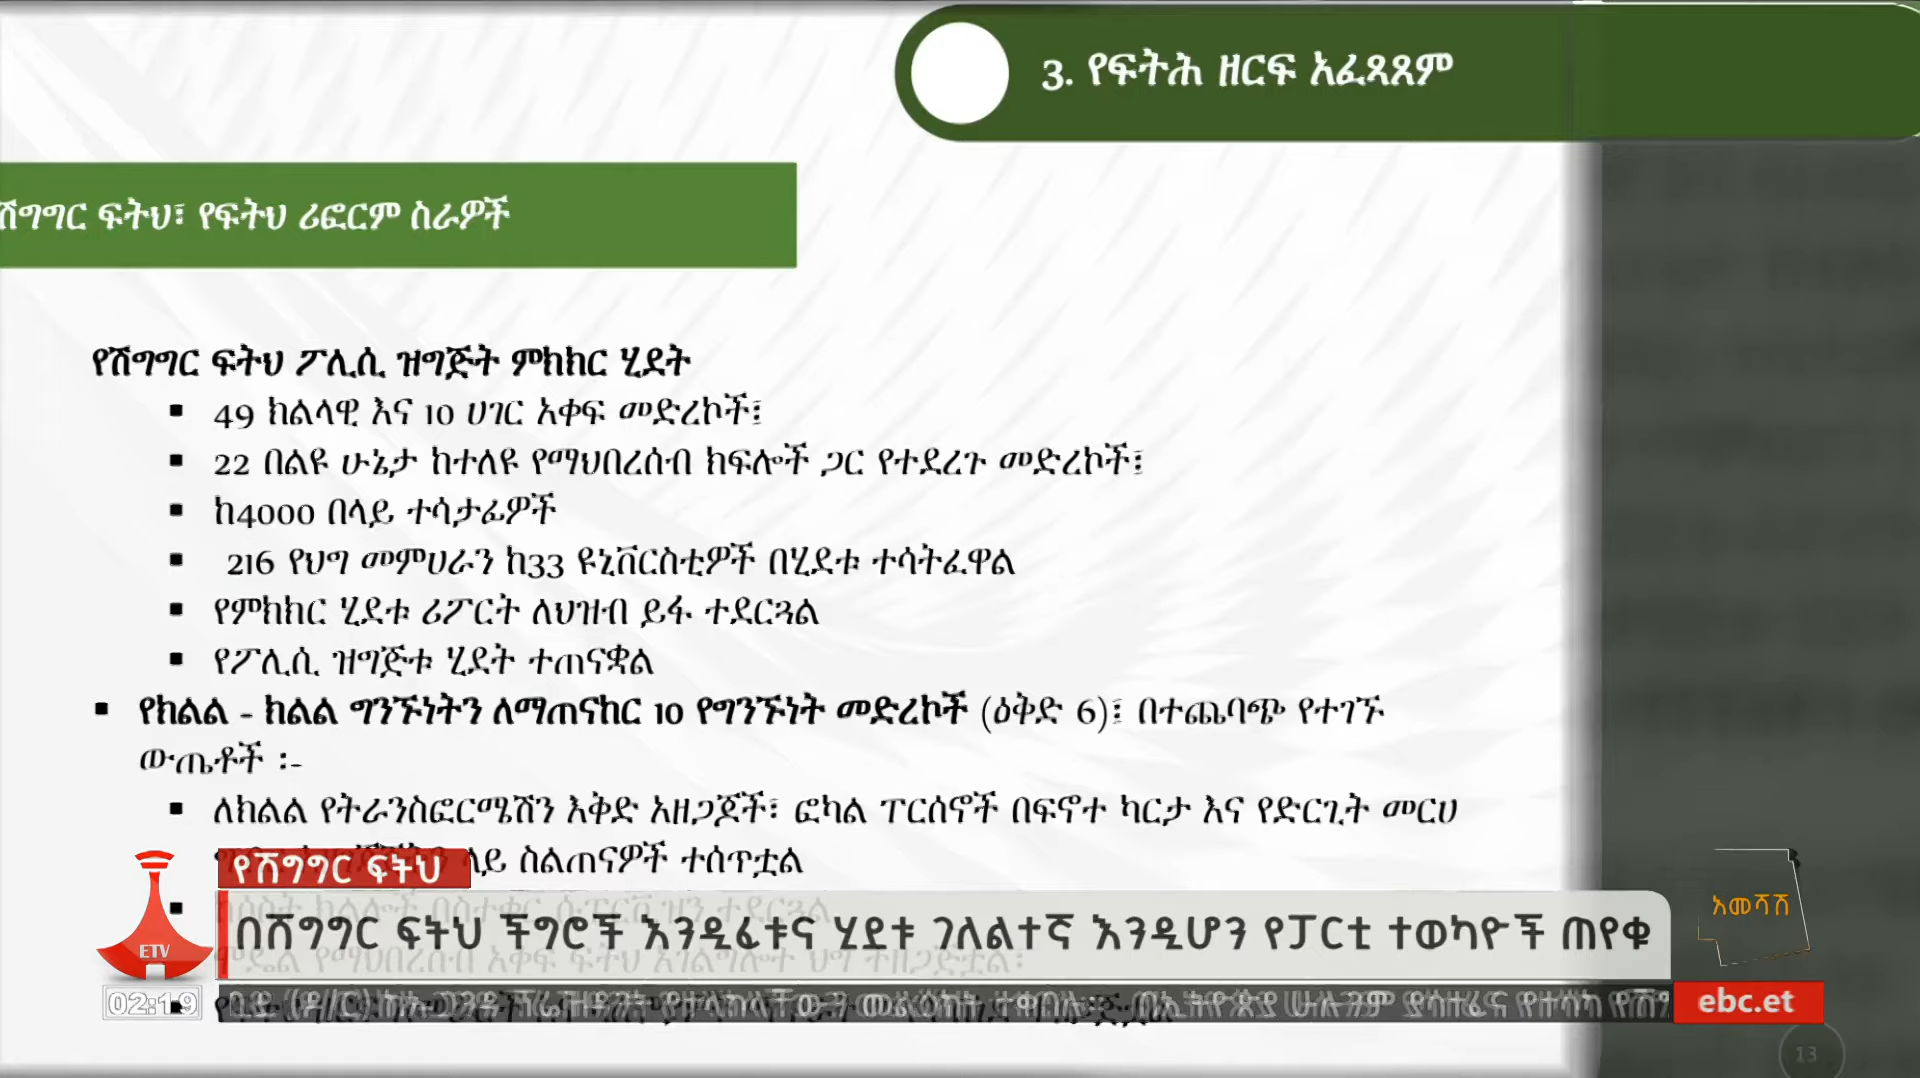 3. የፍትሕ ዘርፍ አፈጻጸም
ሽግግር ፍትህ፣ የፍትህ ሪፎርም ስራዎች
የሽግግር ፍትህ ፖሊሲ ዝግጅት ምክክር ሂደት
▪ 49 ክልላዊ እና 10 ሀገር አቀፍ መድረኮች፤
▪ 22 በልዩ ሁኔታ ከተለዩ የማህበረሰብ ክፍሎች ጋር የተደረጉ መድረኮች፤
▪ ከ4000 በላይ ተሳታፊዎች
▪ 216 የህግ መምህራን ከ33 ዩኒቨርስቲዎች በሂደቱ ተሳትፈዋል
▪ የምክክር ሂደቱ ሪፖርት ለህዝብ ይፋ ተደርጓል
▪ የፖሊሲ ዝግጅቱ ሂደት ተጠናቋል
▪ የክልል - ክልል ግንኙነትን ለማጠናከር 10 የግንኙነት መድረኮች (ዕቅድ 6)፤ በተጨባጭ የተገኙ
ውጤቶች ፡-
▪ ለክልል የትራንስፎርሜሽን እቅድ አዘጋጆች፣ ፎካል ፐርሰኖች በፍኖተ ካርታ እና የድርጊት መርሀ
ላይ ስልጠናዎች ተሰጥቷል
የሽግግር ፍትህ
በሽግግር ፍትህ ችግሮች እንዲፈቱና ሂደቱ ገለልተኛ እንዲሆን የፓርቲ ተወካዮች ጠየቁ
አመሻሽ
ETV
02:19
ebc.et
13